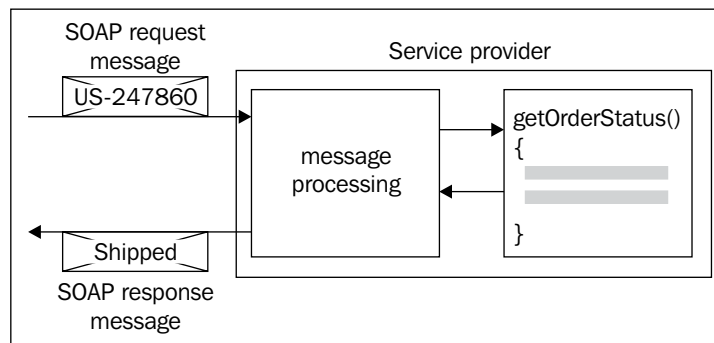 SOAP request
message
US-247860
Service provider
message
processing
getOrderStatus()
{
}
Shipped
SOAP response
message